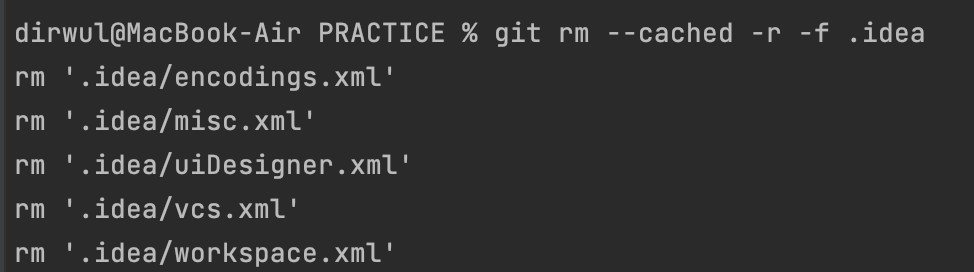 dirwul@MacBook-Air PRACTICE % git rm --cached -r -f .idea
rm '.idea/encodings.xml'
rm '.idea/misc.xml'
rm '.idea/uiDesigner.xml'
rm '.idea/vcs.xml'
rm '.idea/workspace.xml'